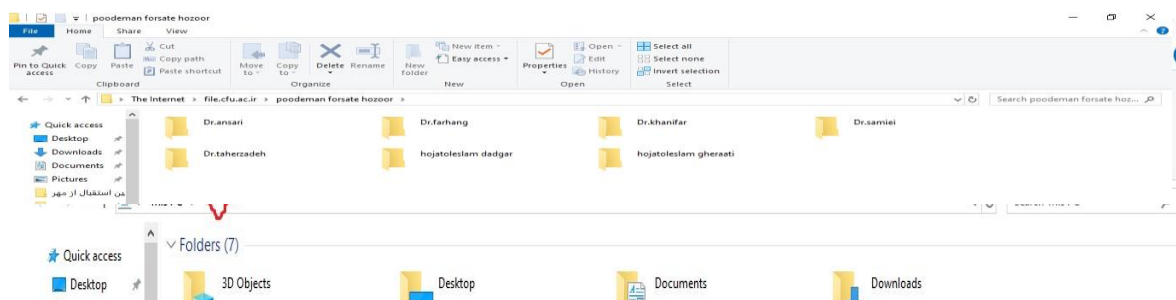 poodeman forsate hozoor
File Home Share View
Pin to Quick access
Copy
Paste
Cut
Copy path
Paste shortcut
Move to
Copy to
Delete
Rename
New folder
New item
Easy access
Properties
Open
Edit
History
Select all
Select none
Invert selection
Clipboard Organize New Open Select
The Internet > file.cfu.ac.ir > poodeman forsate hozoor >
Search poodeman forsate hoz...
Quick access
Desktop
Downloads
Documents
Pictures
ین استقبال از مهر
Dr.ansari Dr.farhang Dr.khanifar Dr.samiei
Dr.taherzadeh hojatoleslam dadgar hojatoleslam gheraati
Quick access
Desktop
Folders (7)
3D Objects Desktop Documents Downloads